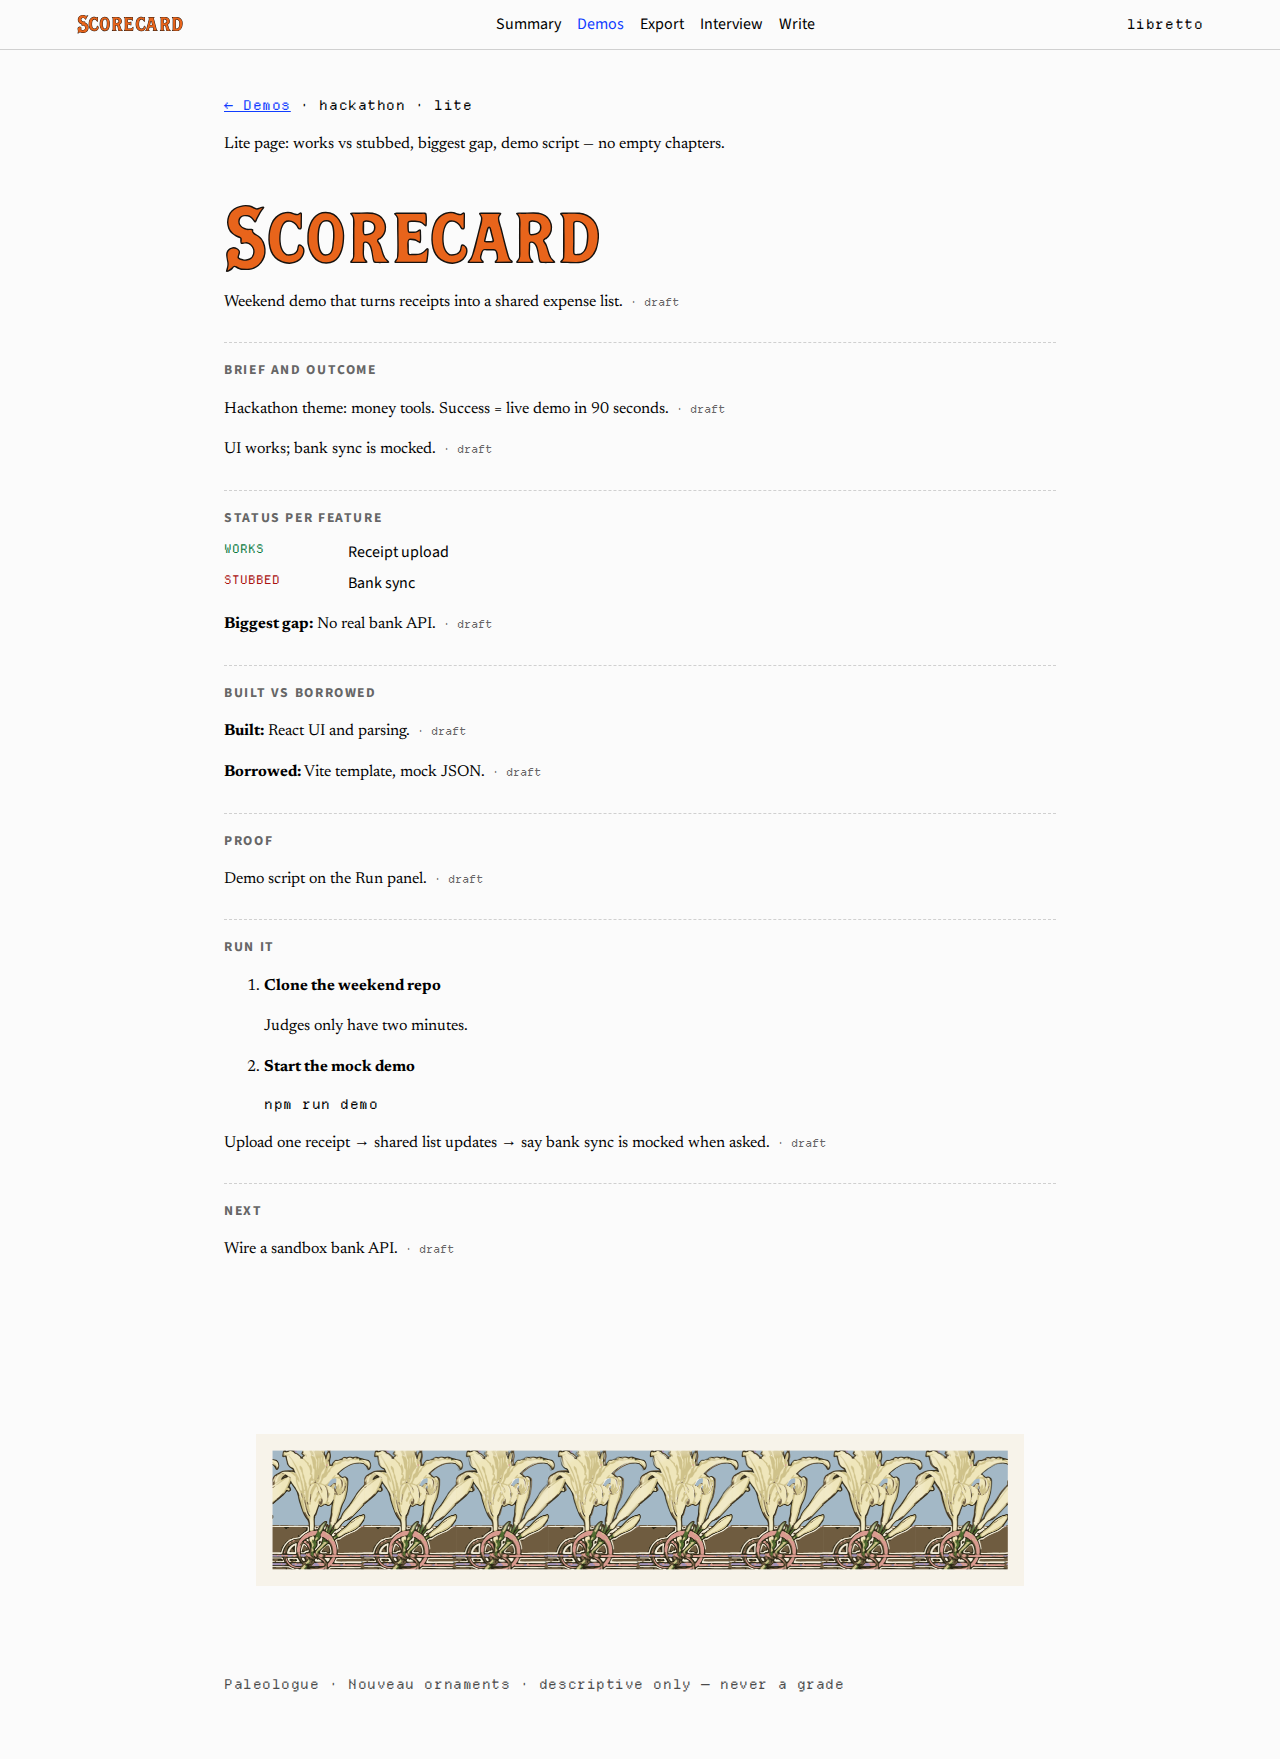 SCORECARD
Summary Demos Export Interview Write
libretto
← Demos · hackathon · lite
Lite page: works vs stubbed, biggest gap, demo script — no empty chapters.
SCORECARD
Weekend demo that turns receipts into a shared expense list. · draft
BRIEF AND OUTCOME
Hackathon theme: money tools. Success = live demo in 90 seconds. · draft
UI works; bank sync is mocked. · draft
STATUS PER FEATURE
WORKS Receipt upload
STUBBED Bank sync
Biggest gap: No real bank API. · draft
BUILT VS BORROWED
Built: React UI and parsing. · draft
Borrowed: Vite template, mock JSON. · draft
PROOF
Demo script on the Run panel. · draft
RUN IT
1. Clone the weekend repo
Judges only have two minutes.
2. Start the mock demo
npm run demo
Upload one receipt → shared list updates → say bank sync is mocked when asked. · draft
NEXT
Wire a sandbox bank API. · draft
Paleologue · Nouveau ornaments · descriptive only — never a grade